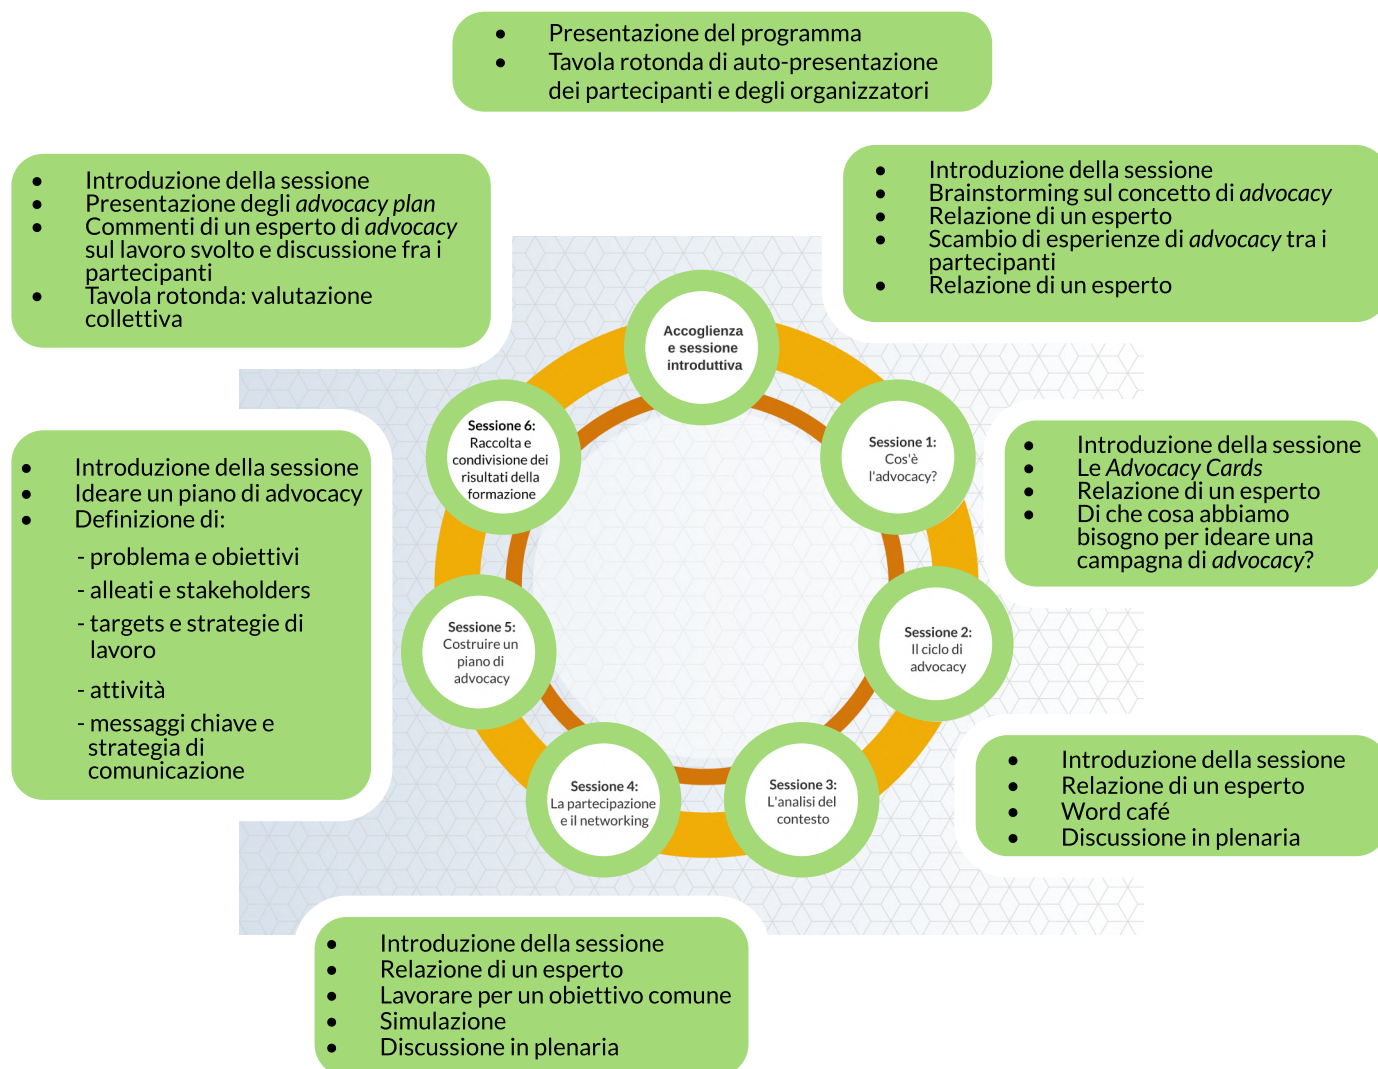 • Presentazione del programma
• Tavola rotonda di auto-presentazione
dei partecipanti e degli organizzatori
• Introduzione della sessione
• Presentazione degli advocacy plan
• Commenti di un esperto di advocacy
sul lavoro svolto e discussione fra i
partecipanti
• Tavola rotonda: valutazione
collettiva
• Introduzione della sessione
• Brainstorming sul concetto di advocacy
• Relazione di un esperto
• Scambio di esperienze di advocacy tra i
partecipanti
• Relazione di un esperto
Accoglienza
e sessione
introduttiva
Sessione 6:
Raccolta e
condivisione dei
risultati della
formazione
Sessione 1:
Cos'è
l'advocacy?
• Introduzione della sessione
• Le Advocacy Cards
• Relazione di un esperto
• Di che cosa abbiamo
bisogno per ideare una
campagna di advocacy?
• Introduzione della sessione
• Ideare un piano di advocacy
• Definizione di:
- problema e obiettivi
- alleati e stakeholders
- targets e strategie di
lavoro
- attività
- messaggi chiave e
strategia di
comunicazione
Sessione 5:
Costruire un
piano di
advocacy
Sessione 2:
Il ciclo di
advocacy
Sessione 4:
La partecipazione
e il networking
Sessione 3:
L'analisi del
contesto
• Introduzione della sessione
• Relazione di un esperto
• Word café
• Discussione in plenaria
• Introduzione della sessione
• Relazione di un esperto
• Lavorare per un obiettivo comune
• Simulazione
• Discussione in plenaria